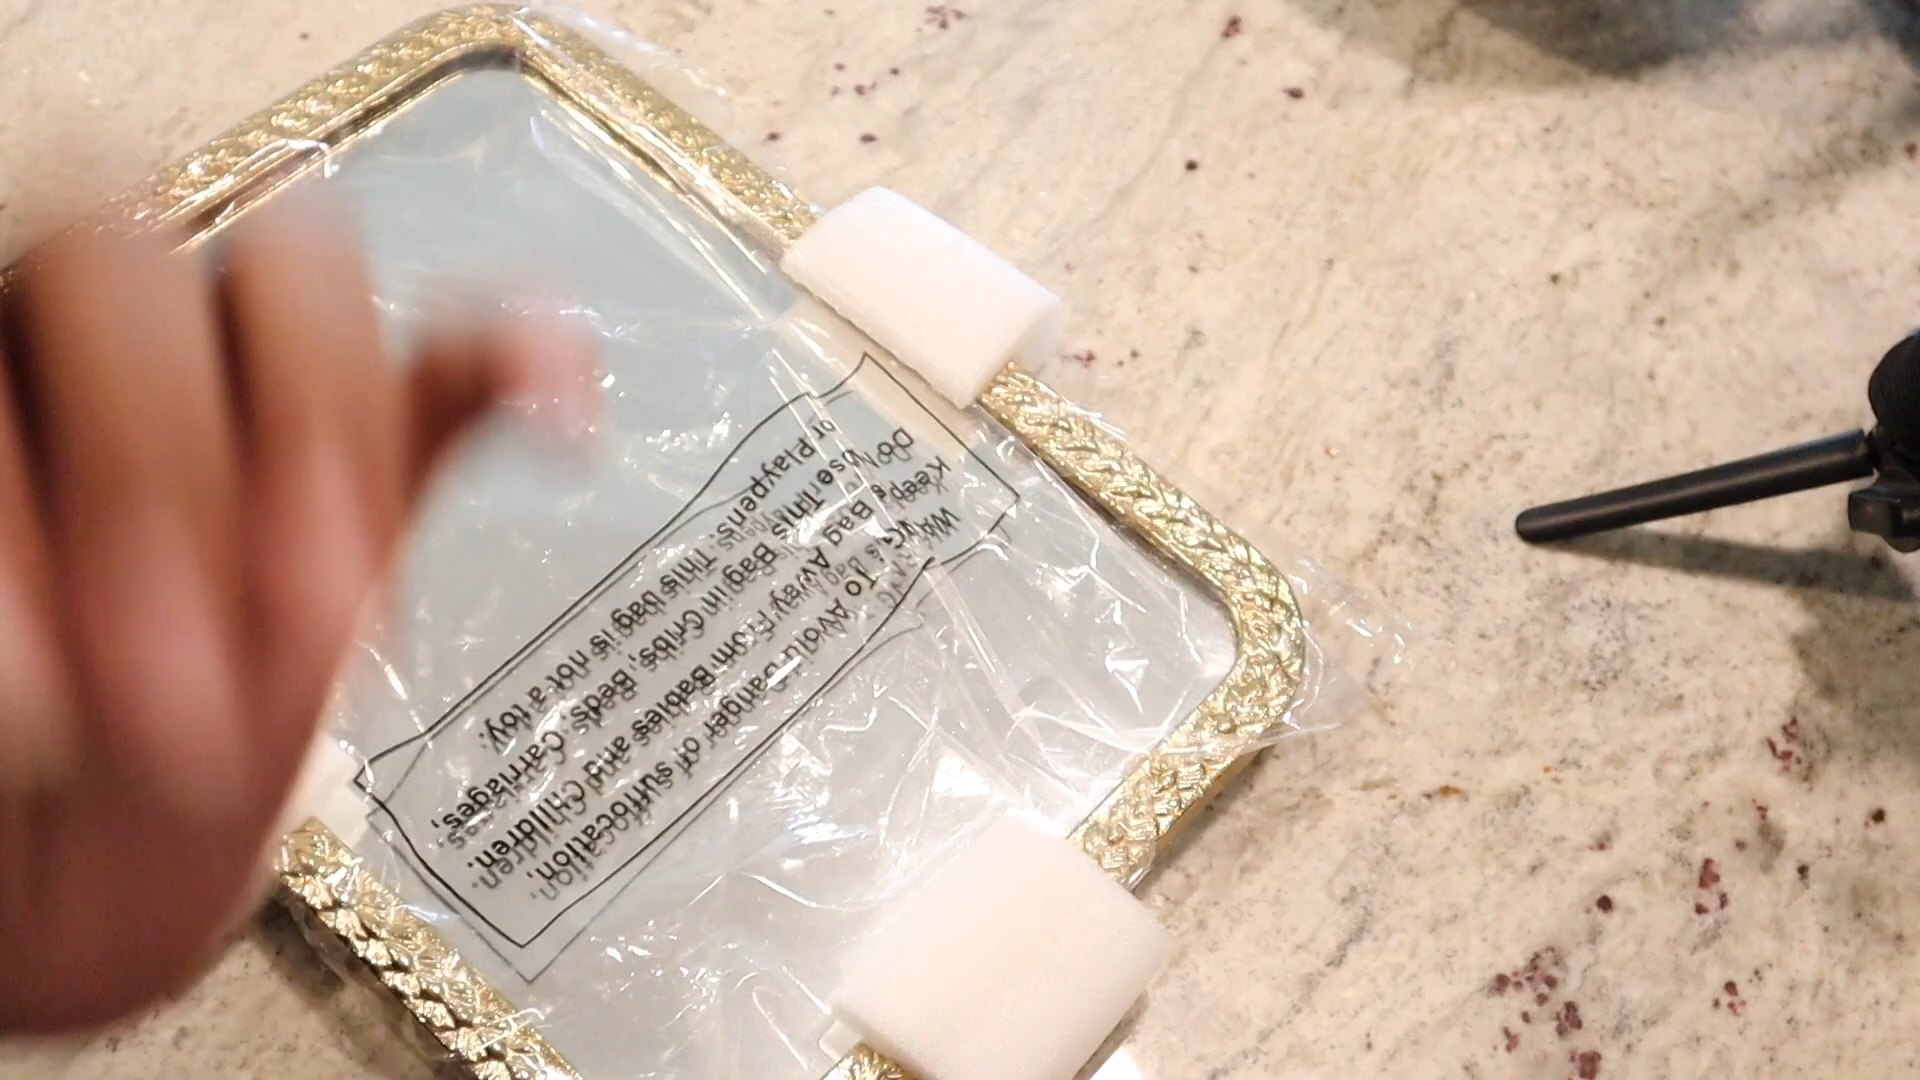 WARNING: To Avoid Danger of suffocation,
Keep This Bag Away From Babies and Children.
Do Not Use This Bag in Cribs, Beds, Carriages,
or Playpens. This bag is not a toy.